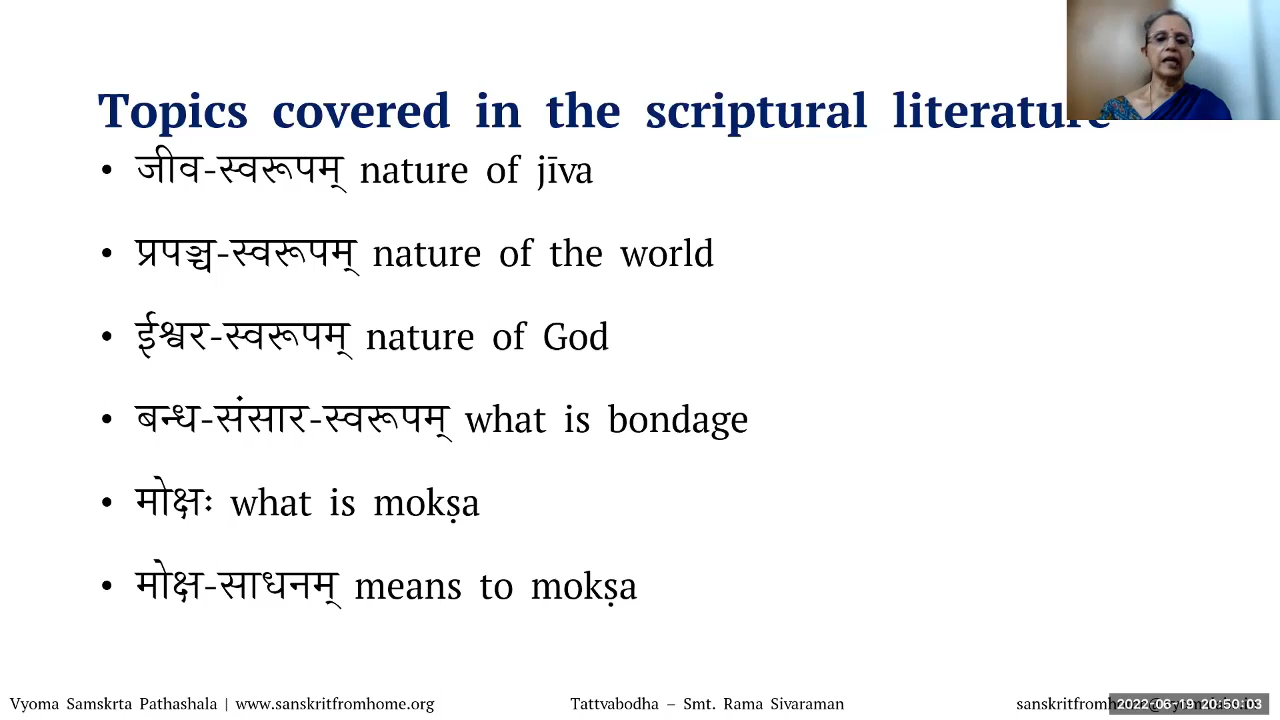 Topics covered in the scriptural literature
• जीव-स्वरूपम् nature of jīva
• प्रपञ्च-स्वरूपम् nature of the world
• ईश्वर-स्वरूपम् nature of God
• बन्ध-संसार-स्वरूपम् what is bondage
• मोक्षः what is mokṣa
• मोक्ष-साधनम् means to mokṣa
Vyoma Samskrta Pathashala | www.sanskritfromhome.org Tattvabodha – Smt. Rama Sivaraman
2022-06-19 20:50:03